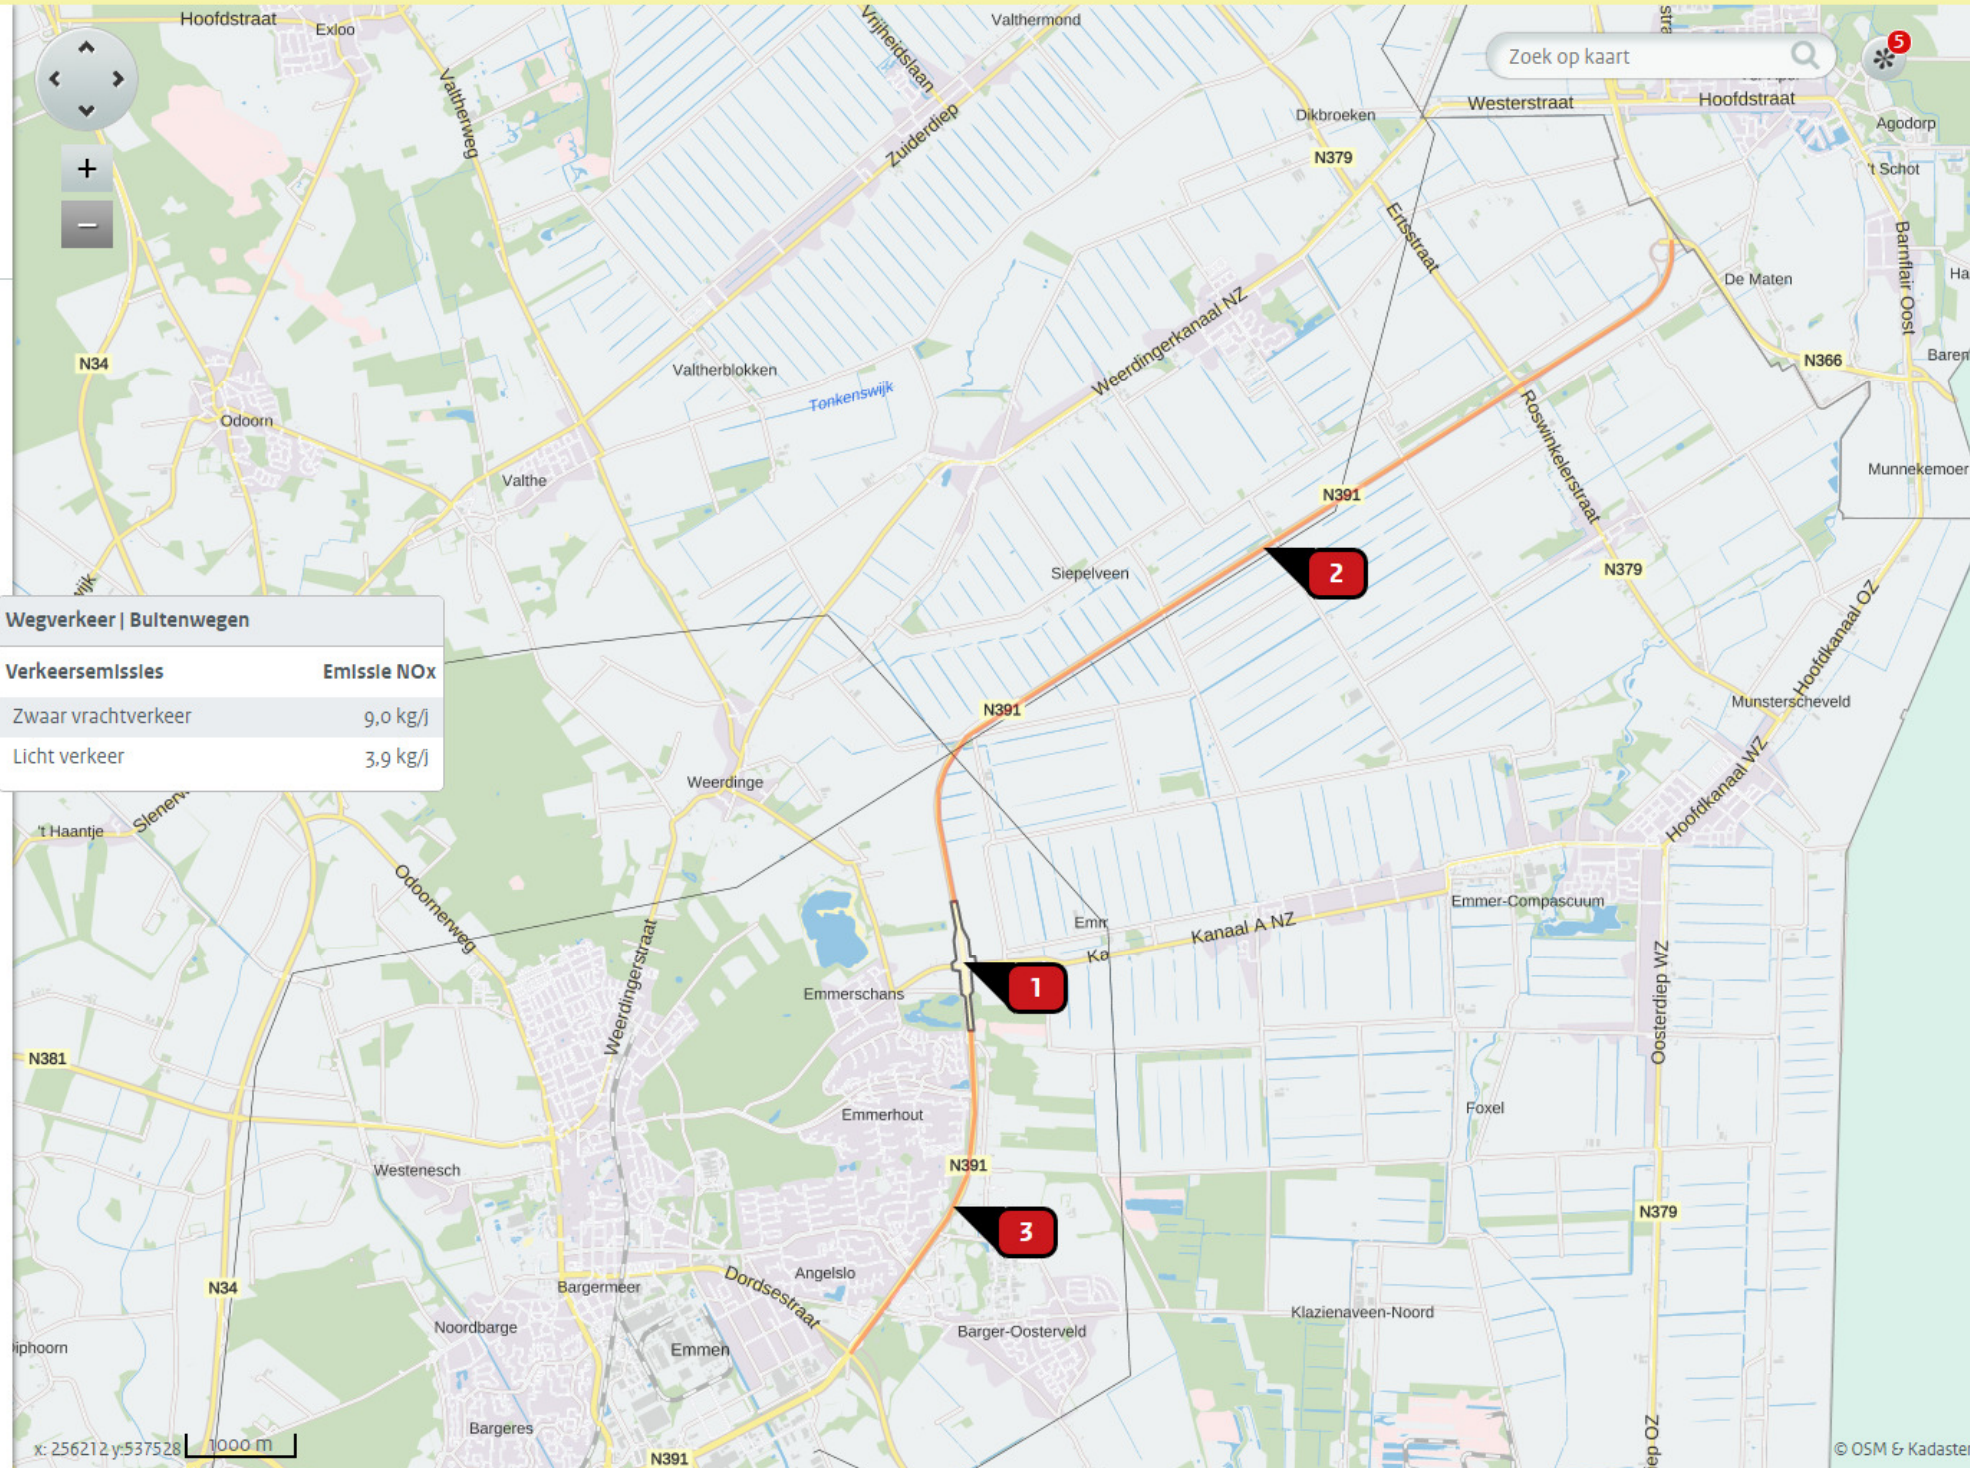 Hoofdstraat
Exloo
Vrijheidslaan
Valthermond
Zoek op kaart
5
Valtherweg
Zuiderdiep
Dikbroeken
Westerstraat
Hoofdstraat
Agodorp
N379
't Schot
+
−
Ertsstraat
Barnflair Oost
De Maten
Weerdingerkanaal NZ
N34
Valtherblokken
Tonkenswijk
N366
Odoorn
Roswinkelerstraat
Valthe
Munnekemoer
N391
Siepelveen
2
N379
Hoofdkanaal OZ
Wegverkeer | Buitenwegen
Verkeersemissies Emissie NOx
Zwaar vrachtverkeer 9,0 kg/j
Licht verkeer 3,9 kg/j
N391
Munsterscheveld
Weerdinge
Hoofdkanaal WZ
't Haantje
Odoornerweg
Weerdingerstraat
Emmer-Compascuum
Kanaal A NZ
Emmerschans
1
Oosterdiep WZ
N381
Emmerhout
Foxel
Westenesch
N391
N379
3
N34
Angelslo
Bargermeer
Dordsestraat
Klazienaveen-Noord
Noordbarge
Barger-Oosterveld
Emmen
Bargeres
x: 256212 y:537528
1000 m
N391
© OSM & Kadaster